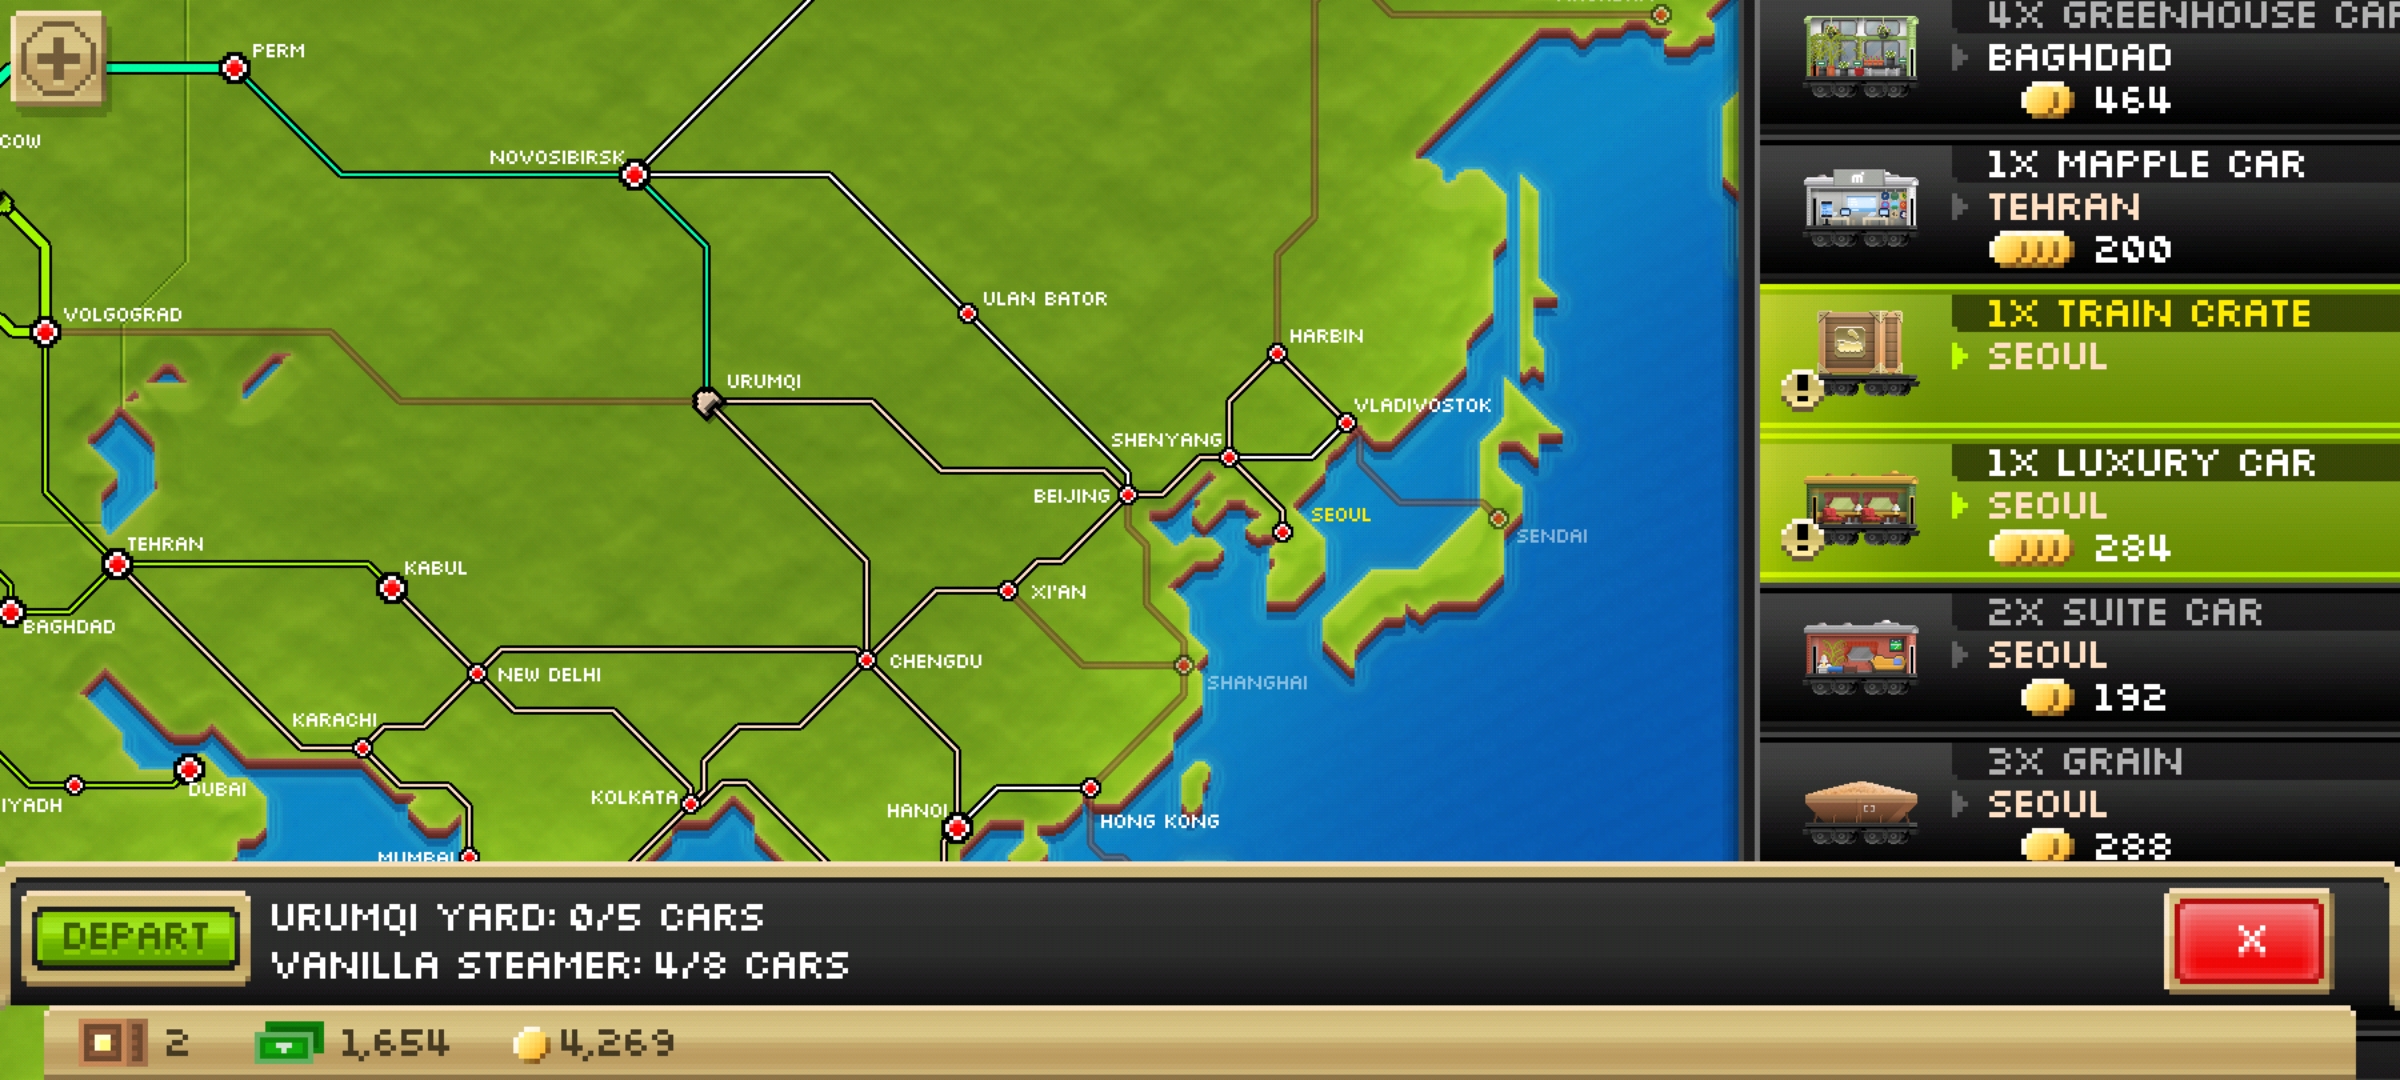 PERM
COW
NOVOSIBIRSK
ULAN BATOR
VOLGOGRAD
HARBIN
URUMQI
VLADIVOSTOK
SHENYANG
BEIJING
SEOUL
SENDAI
TEHRAN
KABUL
XI'AN
BAGHDAD
CHENGDU
NEW DELHI
SHANGHAI
KARACHI
DUBAI
IYADH
KOLKATA
HANOI
HONG KONG
MUMBAI
4X GREENHOUSE CAR
BAGHDAD
464
1X MAPPLE CAR
TEHRAN
200
1X TRAIN CRATE
SEOUL
1X LUXURY CAR
SEOUL
284
2X SUITE CAR
SEOUL
192
3X GRAIN
SEOUL
288
DEPART
URUMQI YARD: 0/5 CARS
VANILLA STEAMER: 4/8 CARS
X
2
1,654
4,269